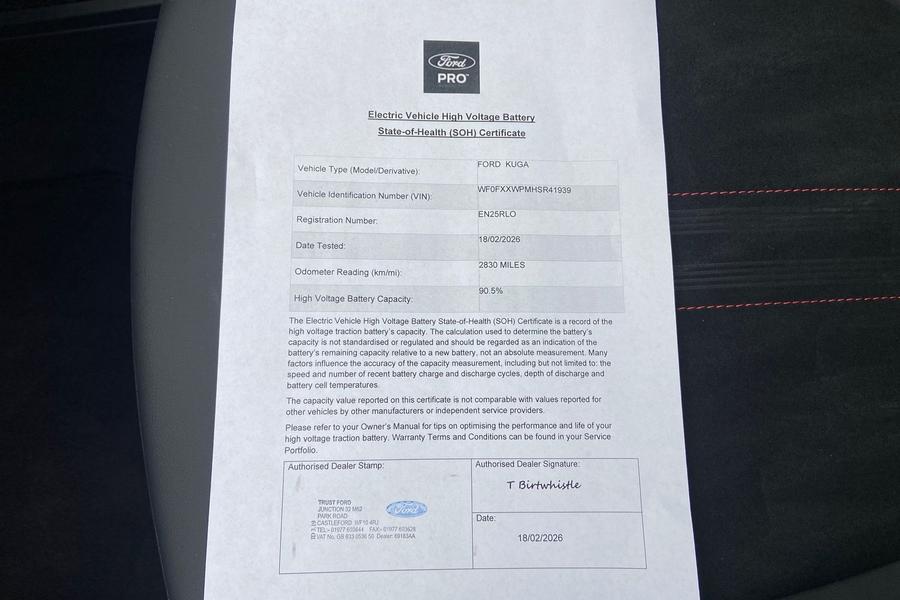 Ford
PRO™
Electric Vehicle High Voltage Battery
State-of-Health (SOH) Certificate
Vehicle Type (Model/Derivative): FORD KUGA
Vehicle Identification Number (VIN): WF0FXXWPMHSR41939
Registration Number: EN25RLO
Date Tested: 18/02/2026
Odometer Reading (km/mi): 2830 MILES
High Voltage Battery Capacity: 90.5%
The Electric Vehicle High Voltage Battery State-of-Health (SOH) Certificate is a record of the
high voltage traction battery's capacity. The calculation used to determine the battery's
capacity is not standardised or regulated and should be regarded as an indication of the
battery's remaining capacity relative to a new battery, not an absolute measurement. Many
factors influence the accuracy of the capacity measurement, including but not limited to: the
speed and number of recent battery charge and discharge cycles, depth of discharge and
battery cell temperatures.
The capacity value reported on this certificate is not comparable with values reported for
other vehicles by other manufacturers or independent service providers.
Please refer to your Owner's Manual for tips on optimising the performance and life of your
high voltage traction battery. Warranty Terms and Conditions can be found in your Service
Portfolio.
Authorised Dealer Stamp:
TRUST FORD
JUNCTION 32 M62
PARK ROAD
CASTLEFORD WF10 4RJ
TEL:- 01977 FAX:- 01977
VAT No. GB Dealer:
Ford
Authorised Dealer Signature:
T Birtwhistle
Date:
18/02/2026